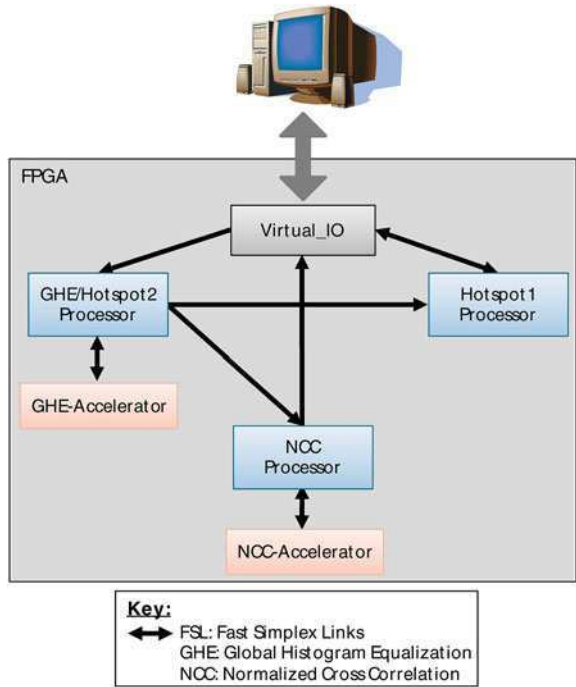 FPGA
Virtual_IO
GHE/Hotspot2
Processor
Hotspot1
Processor
GHE-Accelerator
NCC
Processor
NCC-Accelerator
Key:
FSL: Fast Simplex Links
GHE: Global Histogram Equalization
NCC: Normalized Cross Correlation